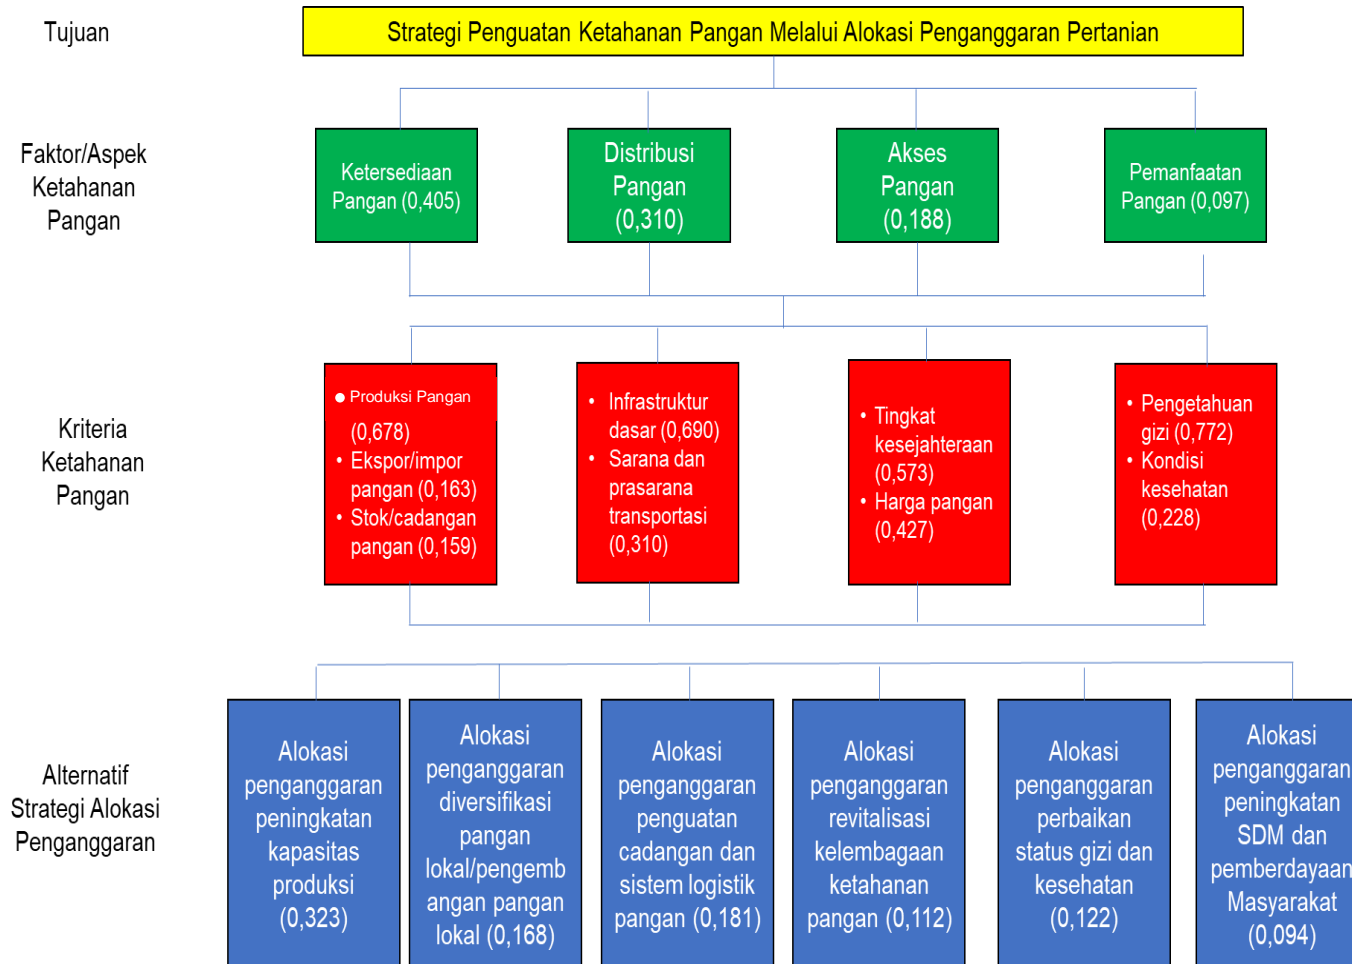 Tujuan
Strategi Penguatan Ketahanan Pangan Melalui Alokasi Penganggaran Pertanian
Faktor/Aspek
Ketahanan
Pangan
Ketersediaan
Pangan (0,405)
Distribusi
Pangan
(0,310)
Akses
Pangan
(0,188)
Pemanfaatan
Pangan (0,097)
Kriteria
Ketahanan
Pangan
● Produksi Pangan
(0,678)
• Ekspor/impor
pangan (0,163)
• Stok/cadangan
pangan (0,159)
• Infrastruktur
dasar (0,690)
• Sarana dan
prasarana
transportasi
(0,310)
• Tingkat
kesejahteraan
(0,573)
• Harga pangan
(0,427)
• Pengetahuan
gizi (0,772)
• Kondisi
kesehatan
(0,228)
Alternatif
Strategi Alokasi
Penganggaran
Alokasi
penganggaran
peningkatan
kapasitas
produksi
(0,323)
Alokasi
penganggaran
diversifikasi
pangan
lokal/pengemb
angan pangan
lokal (0,168)
Alokasi
penganggaran
penguatan
cadangan dan
sistem logistik
pangan (0,181)
Alokasi
penganggaran
revitalisasi
kelembagaan
ketahanan
pangan (0,112)
Alokasi
penganggaran
perbaikan
status gizi dan
kesehatan
(0,122)
Alokasi
penganggaran
peningkatan
SDM dan
pemberdayaan
Masyarakat
(0,094)